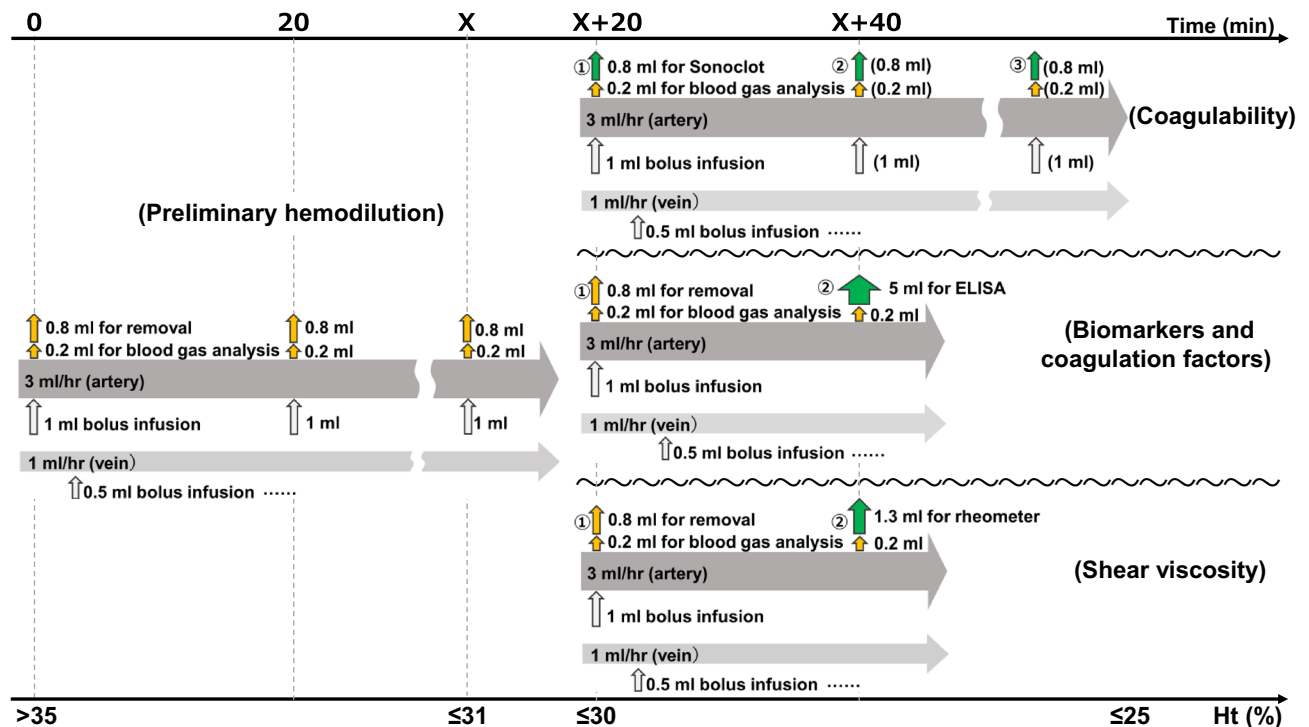 0 20 X X+20 X+40 Time (min)
① 0.8 ml for Sonoclot ② (0.8 ml) ③ (0.8 ml)
0.2 ml for blood gas analysis (0.2 ml) (0.2 ml)
3 ml/hr (artery)
(Coagulability)
1 ml bolus infusion (1 ml) (1 ml)
1 ml/hr (vein)
0.5 ml bolus infusion ······
(Preliminary hemodilution)
0.8 ml for removal 0.8 ml 0.8 ml
0.2 ml for blood gas analysis 0.2 ml 0.2 ml
3 ml/hr (artery)
1 ml bolus infusion 1 ml 1 ml
1 ml/hr (vein)
0.5 ml bolus infusion ······
① 0.8 ml for removal ② 5 ml for ELISA
0.2 ml for blood gas analysis 0.2 ml
3 ml/hr (artery)
(Biomarkers and
coagulation factors)
1 ml bolus infusion
1 ml/hr (vein)
0.5 ml bolus infusion ······
① 0.8 ml for removal ② 1.3 ml for rheometer
0.2 ml for blood gas analysis 0.2 ml
3 ml/hr (artery)
(Shear viscosity)
1 ml bolus infusion
1 ml/hr (vein)
0.5 ml bolus infusion ······
>35 ≤31 ≤30 ≤25 Ht (%)